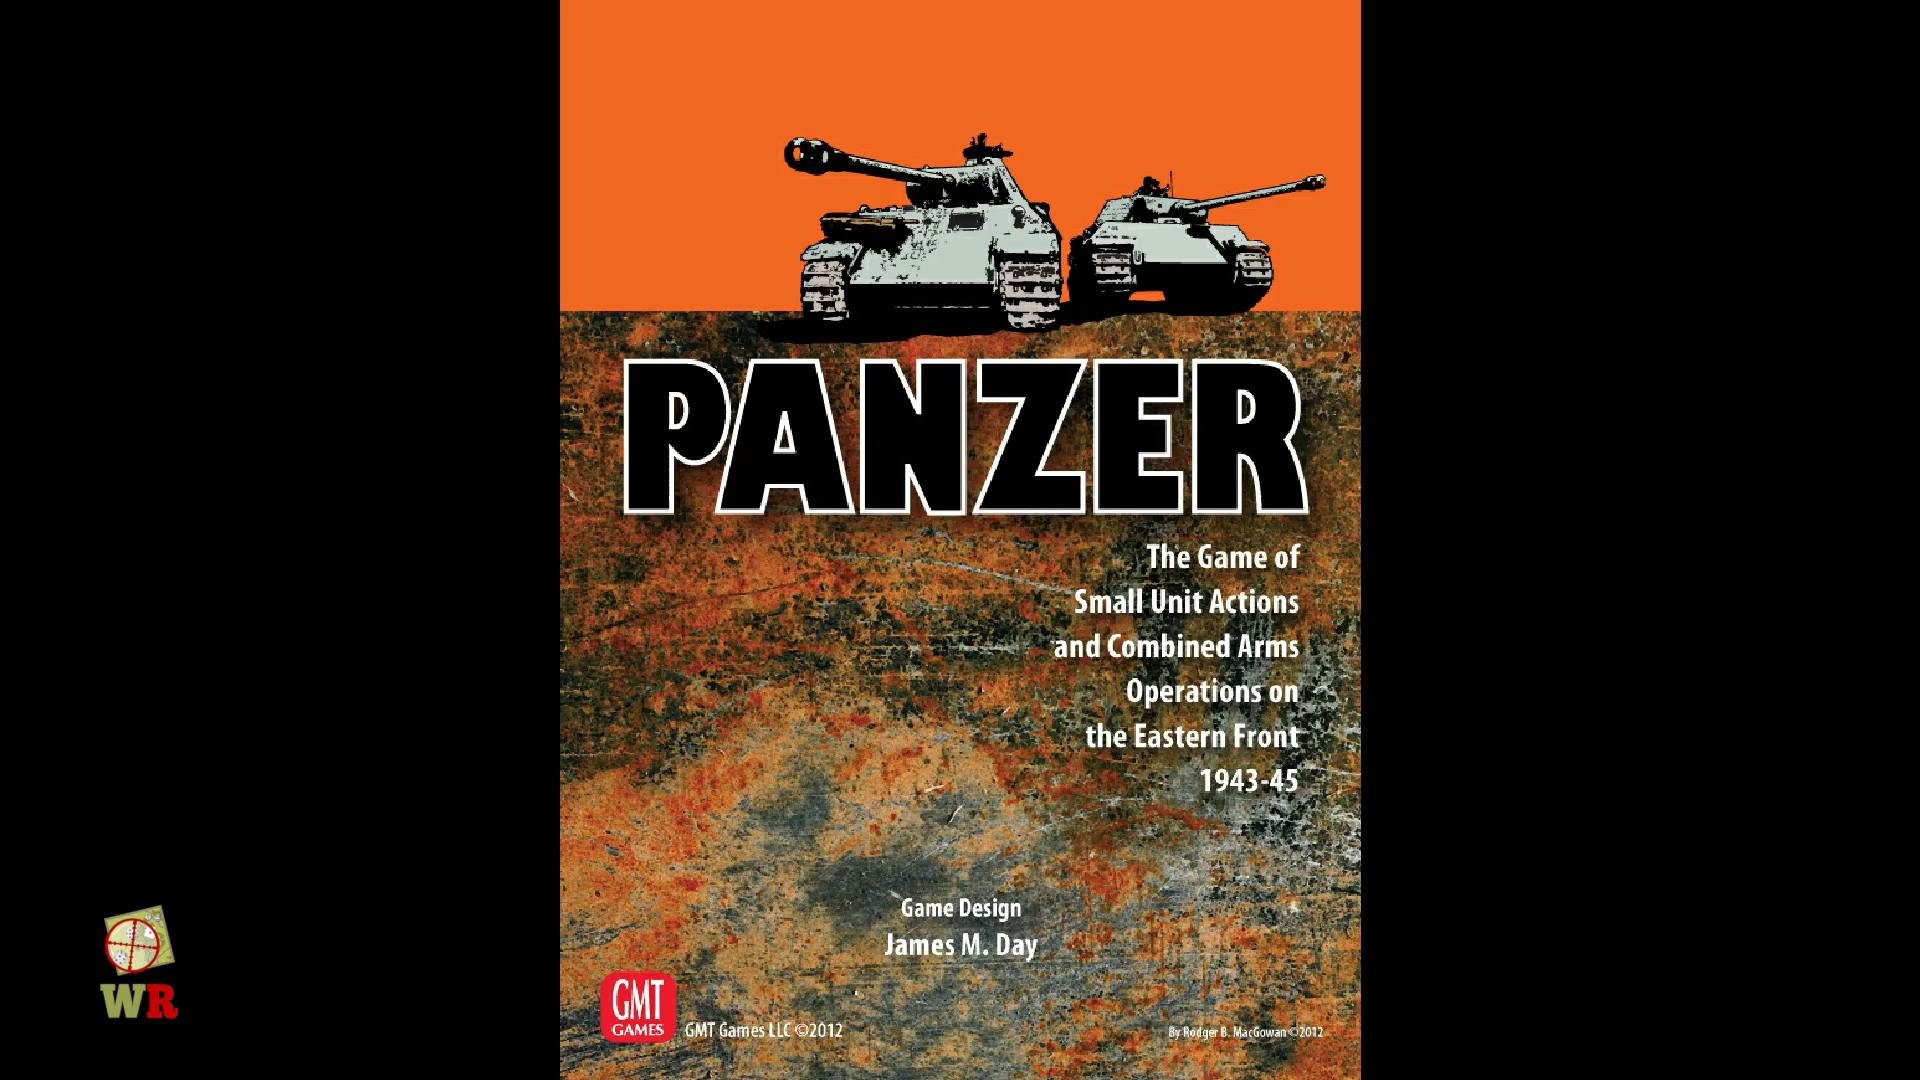 PANZER
The Game of
Small Unit Actions
and Combined Arms
Operations on
the Eastern Front
1943-45
Game Design
James M. Day
GMT
GAMES
GMT Games LLC ©2012
By Rodger B. MacGowan ©2012
WR